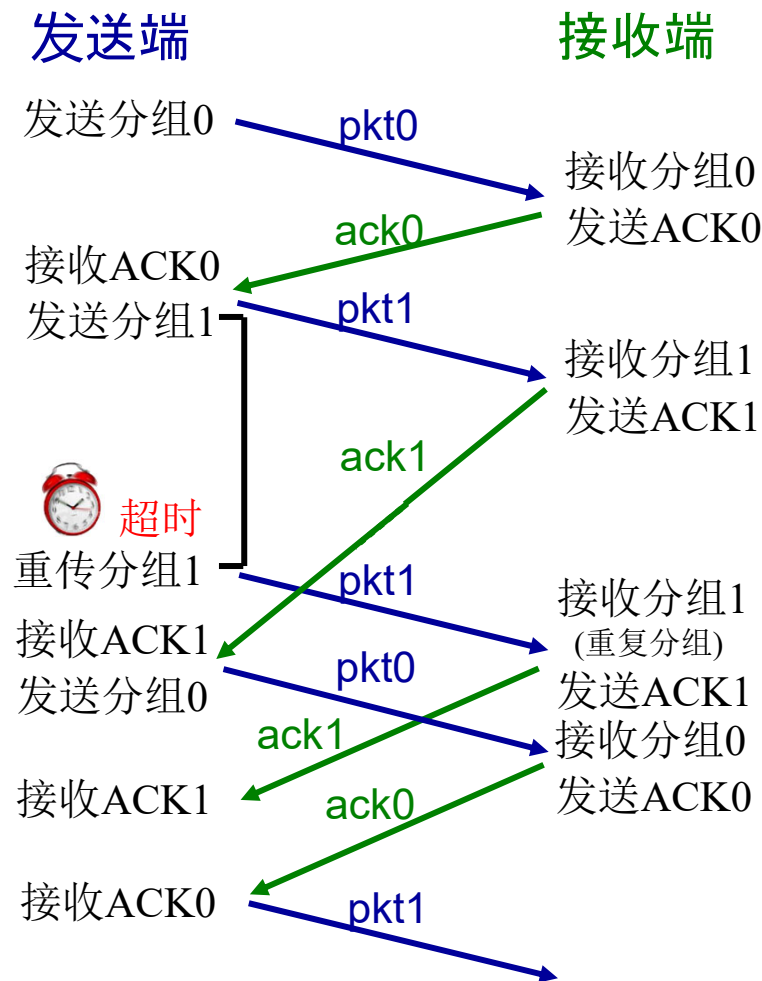 发送端
接收端
发送分组0
pkt0
接收分组0
发送ACK0
ack0
接收ACK0
发送分组1
pkt1
接收分组1
发送ACK1
ack1
超时
重传分组1
pkt1
接收分组1
(重复分组)
发送ACK1
接收ACK1
发送分组0
pkt0
接收分组0
发送ACK0
ack1
接收ACK1
ack0
接收ACK0
pkt1